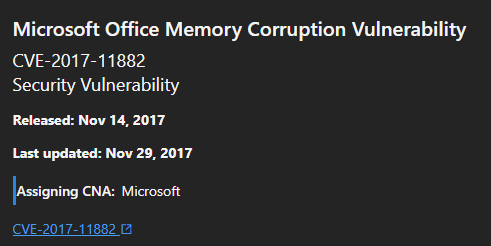 Microsoft Office Memory Corruption Vulnerability
CVE-2017-11882
Security Vulnerability
Released: Nov 14, 2017
Last updated: Nov 29, 2017
Assigning CNA: Microsoft
CVE-2017-11882